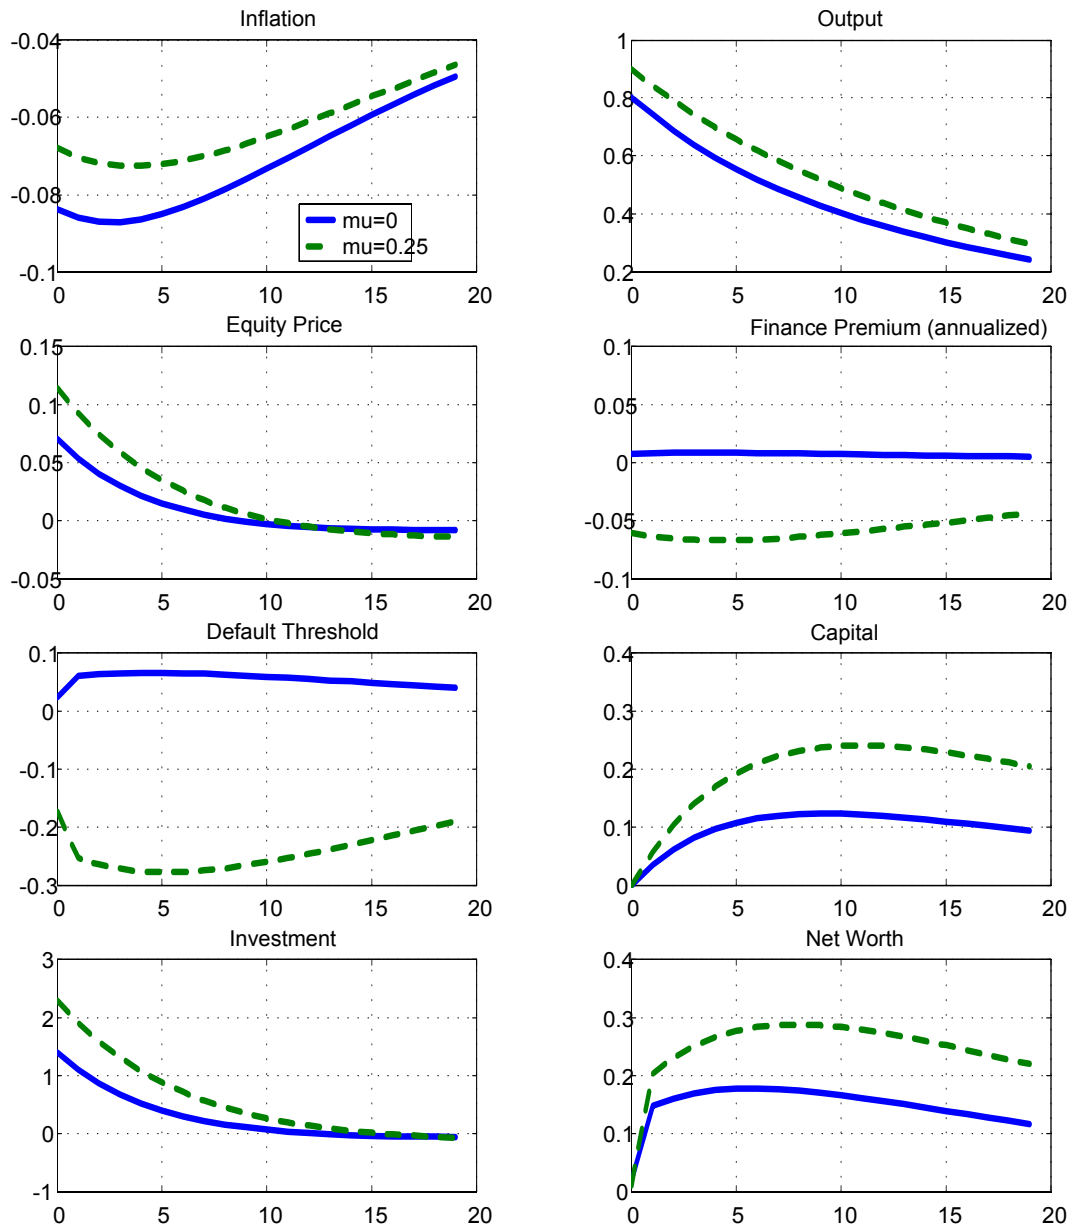 Inflation
-0.04
-0.06
-0.08
-0.1
0 5 10 15 20
mu=0
mu=0.25
Output
1
0.8
0.6
0.4
0.2
0 5 10 15 20
Equity Price
0.15
0.1
0.05
0
-0.05
0 5 10 15 20
Finance Premium (annualized)
0.1
0.05
0
-0.05
-0.1
0 5 10 15 20
Default Threshold
0.1
0
-0.1
-0.2
-0.3
0 5 10 15 20
Capital
0.4
0.3
0.2
0.1
0
0 5 10 15 20
Investment
3
2
1
0
-1
0 5 10 15 20
Net Worth
0.4
0.3
0.2
0.1
0
0 5 10 15 20